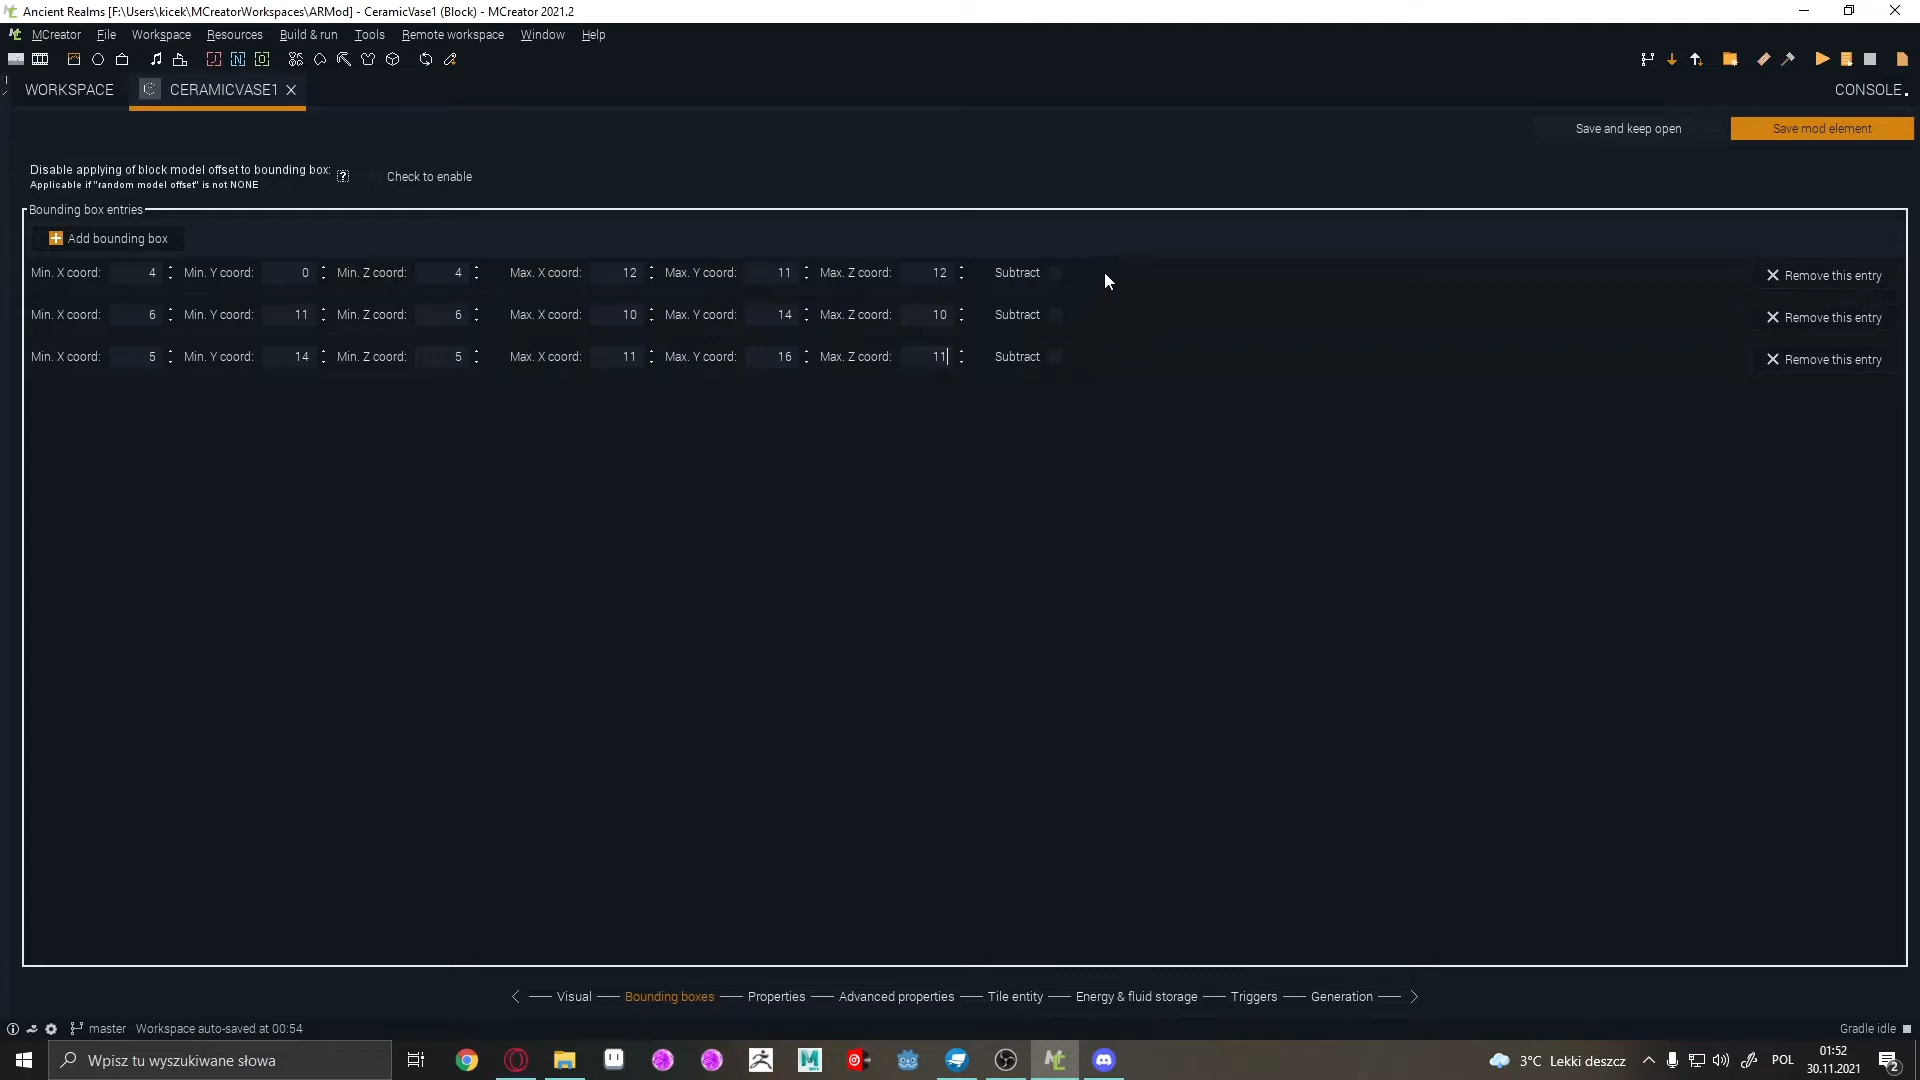 Ancient Realms [F:\Users\kicek\MCreatorWorkspaces\ARMod] - CeramicVase1 (Block) - MCreator 2021.2
MCreator File Workspace Resources Build & run Tools Remote workspace Window Help
WORKSPACE CERAMICVASE1 CONSOLE
Save and keep open Save mod element
Disable applying of block model offset to bounding box: ? Check to enable
Applicable if "random model offset" is not NONE
Bounding box entries
Add bounding box
Min. X coord: 4 Min. Y coord: 0 Min. Z coord: 4 Max. X coord: 12 Max. Y coord: 11 Max. Z coord: 12 Subtract Remove this entry
Min. X coord: 6 Min. Y coord: 11 Min. Z coord: 6 Max. X coord: 10 Max. Y coord: 14 Max. Z coord: 10 Subtract Remove this entry
Min. X coord: 5 Min. Y coord: 14 Min. Z coord: 5 Max. X coord: 11 Max. Y coord: 16 Max. Z coord: 11 Subtract Remove this entry
Visual Bounding boxes Properties Advanced properties Tile entity Energy & fluid storage Triggers Generation
master Workspace auto-saved at 00:54 Gradle idle
Wpisz tu wyszukiwane słowa 3°C Lekki deszcz POL 01:52
30.11.2021 2